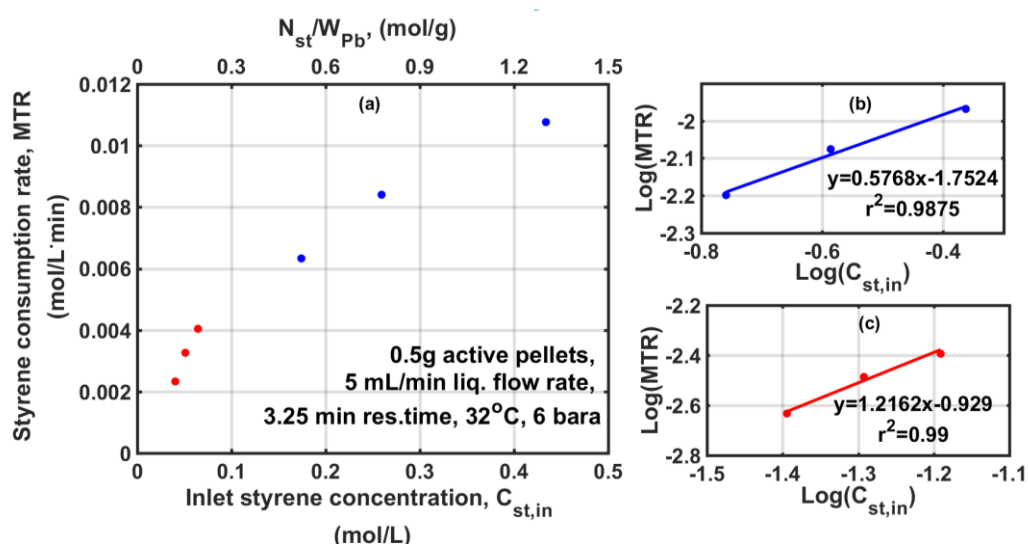 N_st/W_Pb, (mol/g)
0 0.3 0.6 0.9 1.2 1.5
Styrene consumption rate, MTR
(mol/L·min)
0.012
0.01
0.008
0.006
0.004
0.002
0
(a)
0.5g active pellets,
5 mL/min liq. flow rate,
3.25 min res.time, 32°C, 6 bara
0 0.1 0.2 0.3 0.4 0.5
Inlet styrene concentration, C_st,in
(mol/L)
(b)
Log(MTR)
-2
-2.1
-2.2
-2.3
y=0.5768x-1.7524
r²=0.9875
-0.8 -0.6 -0.4
Log(C_st,in)
(c)
Log(MTR)
-2.2
-2.4
-2.6
-2.8
y=1.2162x-0.929
r²=0.99
-1.5 -1.4 -1.3 -1.2 -1.1
Log(C_st,in)